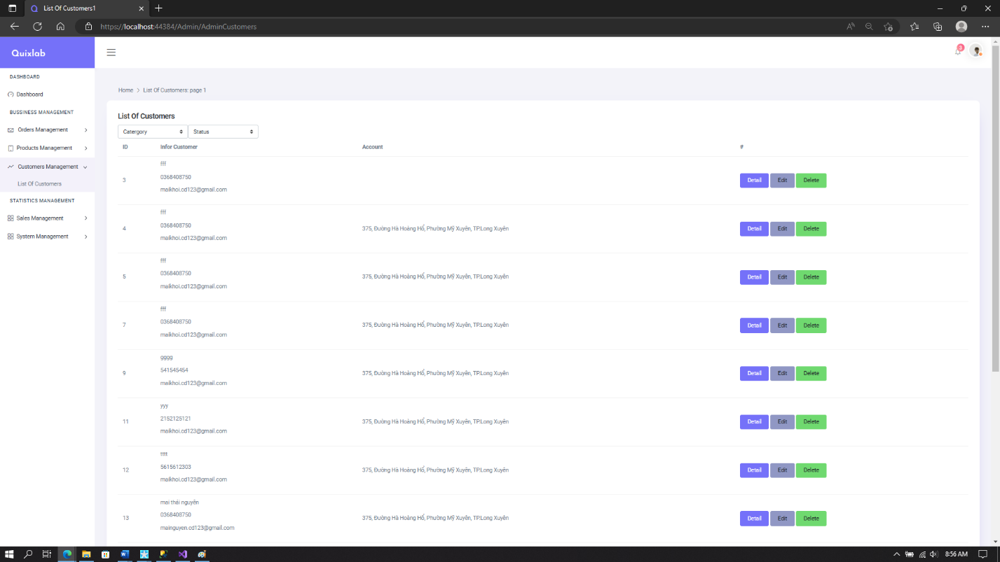 List Of Customers1
https://localhost:44384/Admin/AdminCustomers
Quixlab
3
DASHBOARD
Dashboard
BUSSINESS MANAGEMENT
Orders Management
Products Management
Customers Management
List Of Customers
STATISTICS MANAGEMENT
Sales Management
System Management
Home > List Of Customers: page 1
List Of Customers
Catergory Status
ID Infor Customer Account #
fff
0368408750
3 Detail Edit Delete
maikhoi.cd123@gmail.com
fff
0368408750
4 375, Đường Hà Hoàng Hổ, Phường Mỹ Xuyên, TP.Long Xuyên Detail Edit Delete
maikhoi.cd123@gmail.com
fff
0368408750
5 375, Đường Hà Hoàng Hổ, Phường Mỹ Xuyên, TP.Long Xuyên Detail Edit Delete
maikhoi.cd123@gmail.com
fff
0368408750
7 375, Đường Hà Hoàng Hổ, Phường Mỹ Xuyên, TP.Long Xuyên Detail Edit Delete
maikhoi.cd123@gmail.com
gggg
541545454
9 375, Đường Hà Hoàng Hổ, Phường Mỹ Xuyên, TP.Long Xuyên Detail Edit Delete
maikhoi.cd123@gmail.com
yyy
2152125121
11 375, Đường Hà Hoàng Hổ, Phường Mỹ Xuyên, TP.Long Xuyên Detail Edit Delete
maikhoi.cd123@gmail.com
tttt
5615612303
12 375, Đường Hà Hoàng Hổ, Phường Mỹ Xuyên, TP.Long Xuyên Detail Edit Delete
maikhoi.cd123@gmail.com
mai thái nguyên
0368408750
13 375, Đường Hà Hoàng Hổ, Phường Mỹ Xuyên, TP.Long Xuyên Detail Edit Delete
mainguyen.cd123@gmail.com
8:56 AM